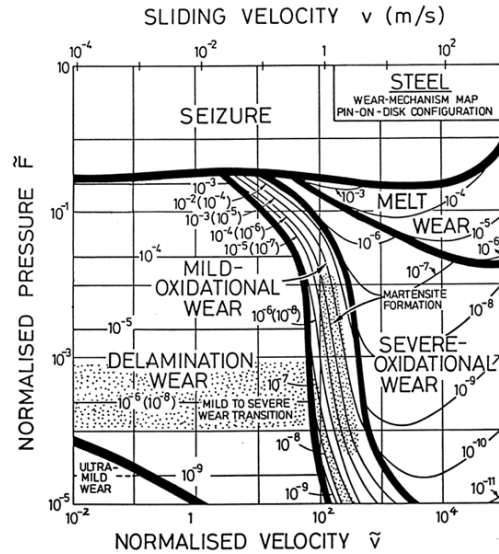 SLIDING VELOCITY v (m/s)
10⁻⁴ 10⁻² 1 10²
10
STEEL
WEAR-MECHANISM MAP
PIN-ON-DISK CONFIGURATION
SEIZURE
10⁻³
10⁻²(10⁻⁴)
10⁻³(10⁻⁵)
10⁻⁴(10⁻⁶)
10⁻⁵(10⁻⁷)
10⁻³
10⁻⁴
MELT
WEAR
10⁻⁵
10⁻⁶
10⁻⁶
10⁻¹
10⁻⁴
10⁻⁷
MILD-
OXIDATIONAL
WEAR
MARTENSITE
FORMATION
10⁻⁸
10⁻⁵
10⁻⁶(10⁻⁸)
SEVERE-
OXIDATIONAL
WEAR
10⁻³
DELAMINATION
WEAR
10⁻⁷
10⁻⁹
10⁻⁶(10⁻⁸)
MILD TO SEVERE
WEAR TRANSITION
10⁻⁸
10⁻¹⁰
ULTRA-
MILD
WEAR
10⁻⁹
10⁻⁹
10⁻¹¹
10⁻⁵
10⁻² 1 10² 10⁴
NORMALISED VELOCITY ṽ
NORMALISED PRESSURE F̃